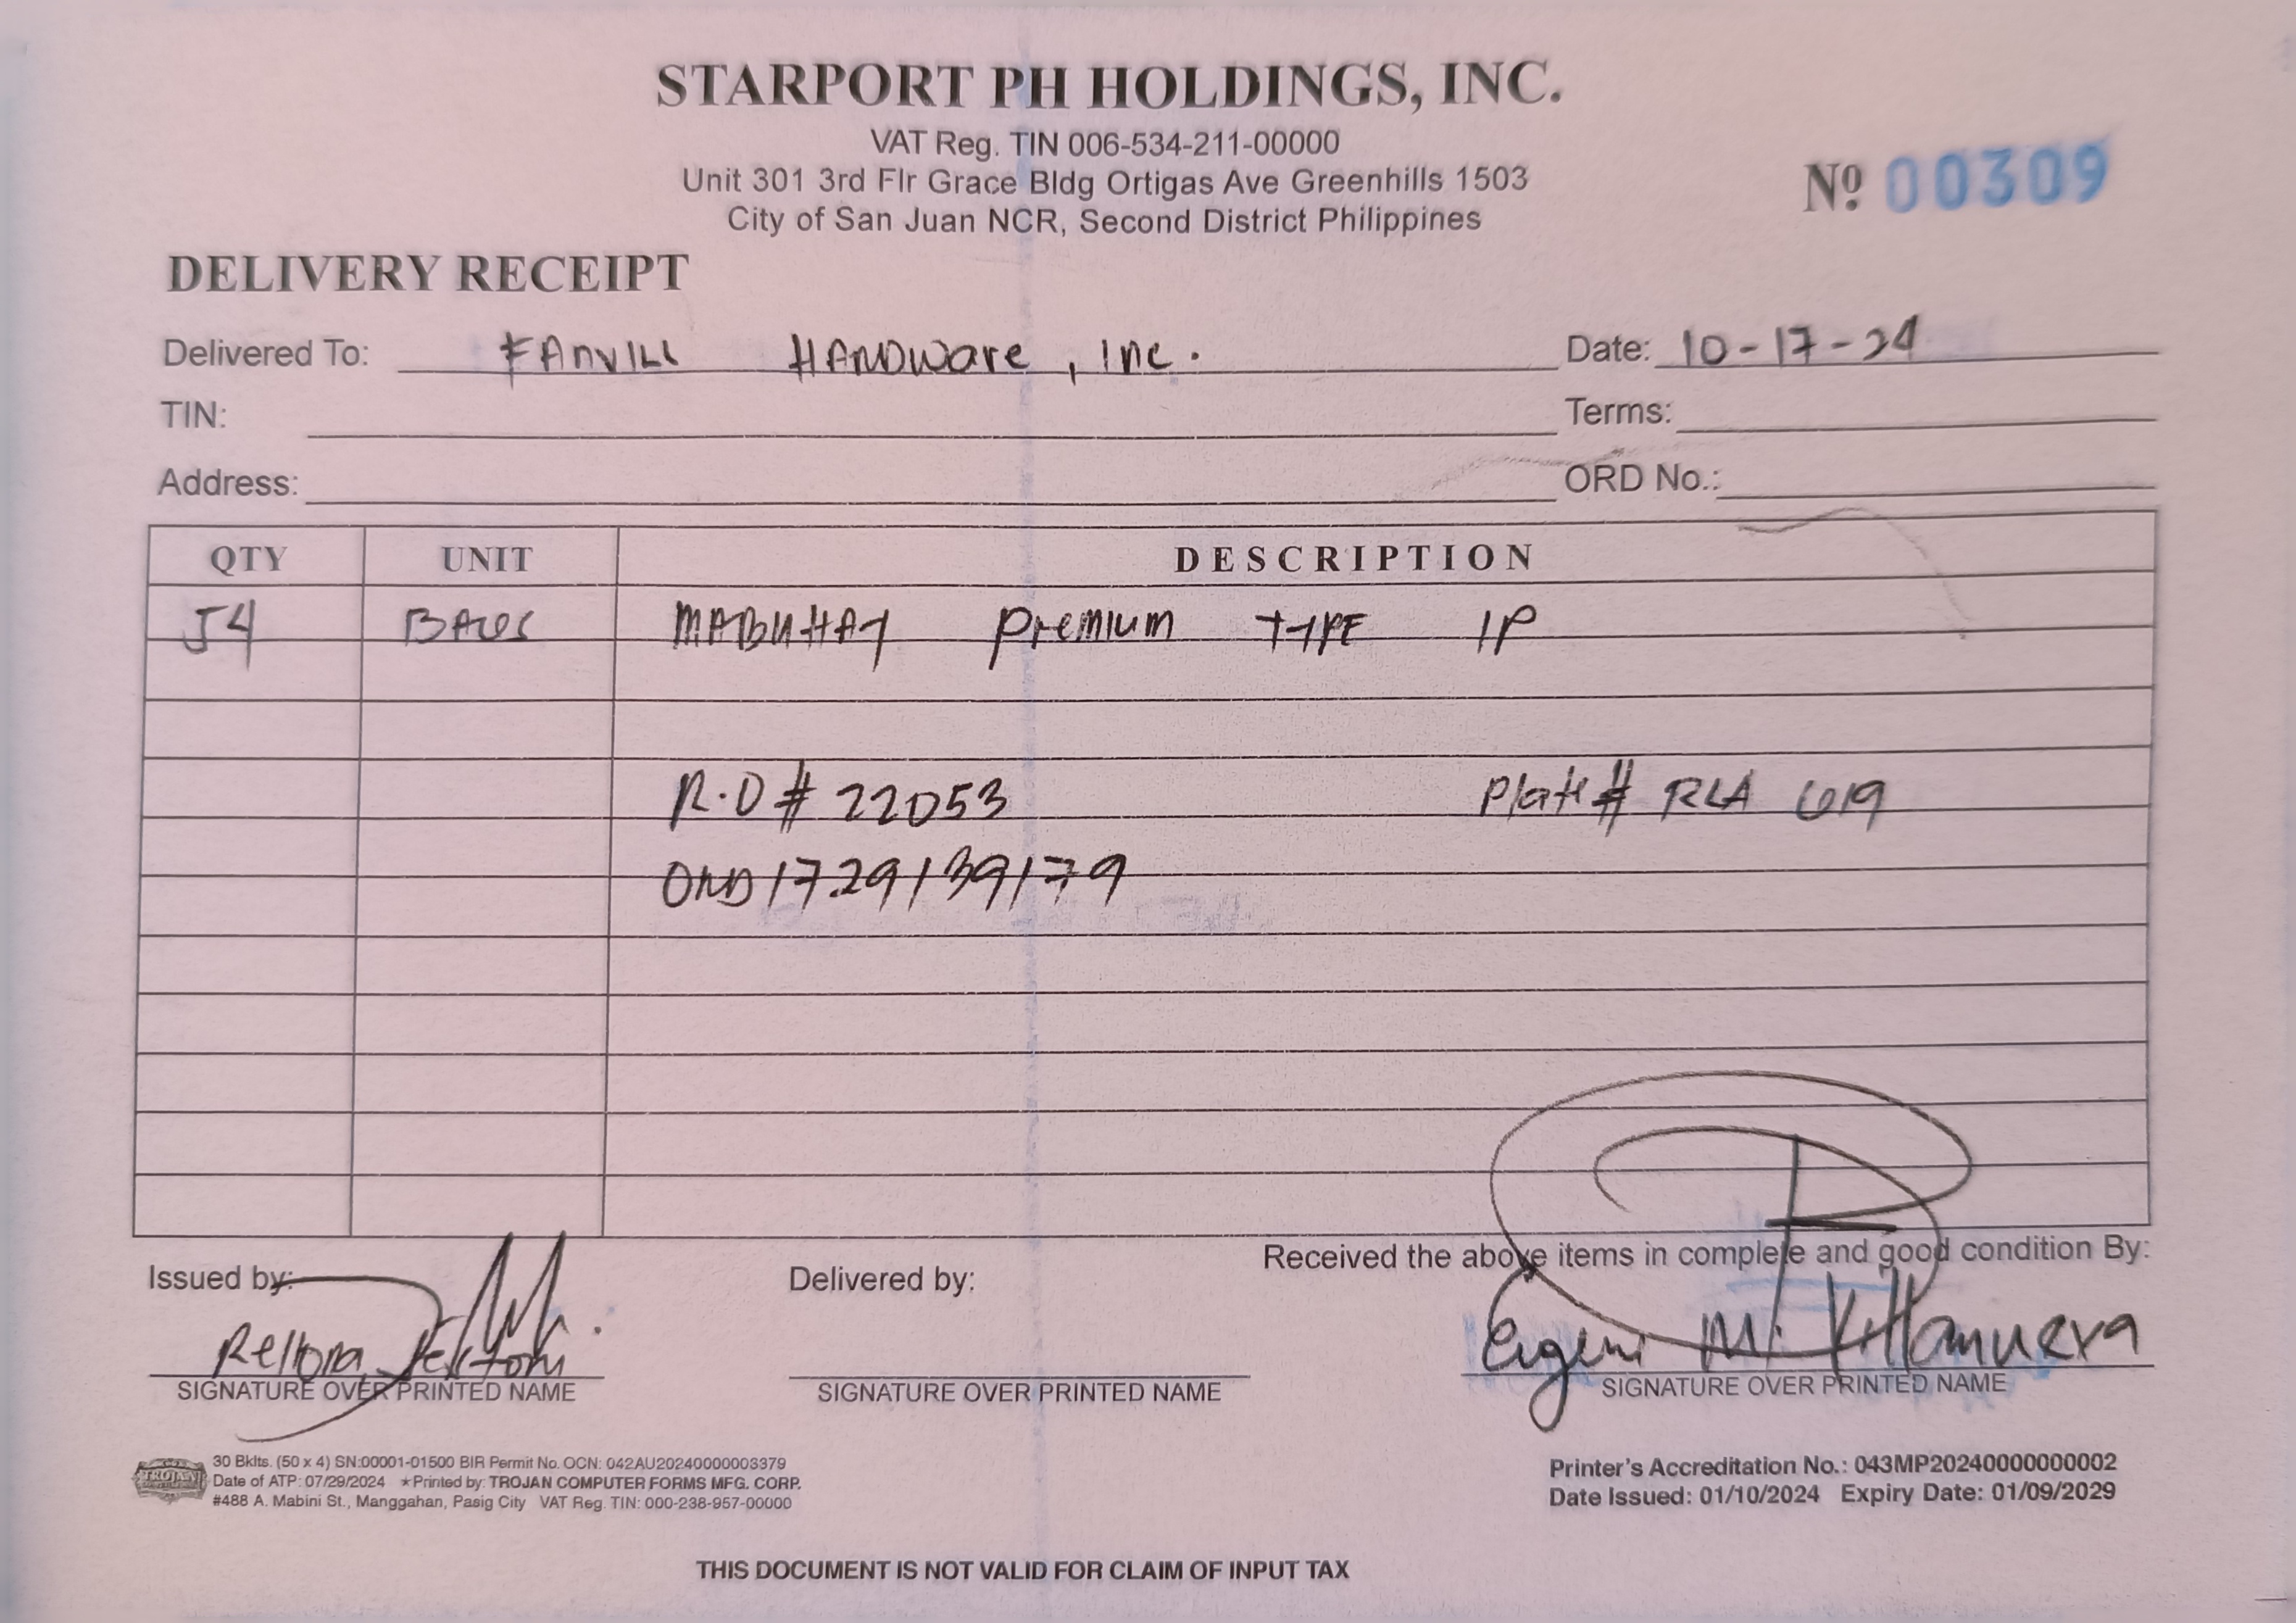 STARPORT PH HOLDINGS, INC.
VAT Reg. TIN 006-534-211-00000
Unit 301 3rd Flr Grace Bldg Ortigas Ave Greenhills 1503
City of San Juan NCR, Second District Philippines
Nº 00309
DELIVERY RECEIPT
Delivered To: FANVILL HARDware, Inc. Date: 10-17-24
TIN: Terms:
Address: ORD No.:
QTY UNIT DESCRIPTION
54 BAGS MABUHAY Premium TYPE 1P
R.O # 22053 Plate# RLA 619
ORD1729139179
Received the above items in complete and good condition By:
Issued by: Delivered by:
Eugene M. Villanueva
SIGNATURE OVER PRINTED NAME SIGNATURE OVER PRINTED NAME SIGNATURE OVER PRINTED NAME
TROJAN
30 Bklts. (50 x 4) SN:00001-01500 BIR Permit No. OCN: 042AU20240000003379
Date of ATP: 07/29/2024 ★Printed by: TROJAN COMPUTER FORMS MFG. CORP.
#488 A. Mabini St., Manggahan, Pasig City VAT Reg. TIN: 000-238-957-00000
Printer's Accreditation No.: 043MP20240000000002
Date Issued: 01/10/2024 Expiry Date: 01/09/2029
THIS DOCUMENT IS NOT VALID FOR CLAIM OF INPUT TAX